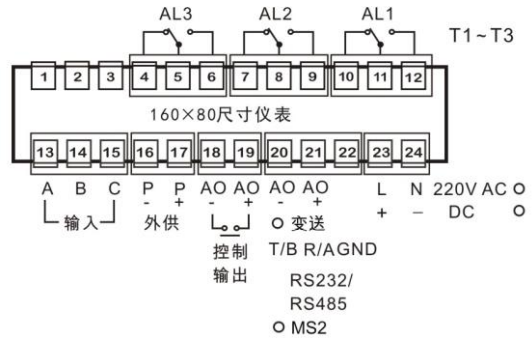 AL3 AL2 AL1
T1~T3
1 2 3 4 5 6 7 8 9 10 11 12
160×80尺寸仪表
13 14 15 16 17 18 19 20 21 22 23 24
A B C P P AO AO AO AO L N 220V AC
- + - + - + + - DC
输入 外供 变送
控制 T/B R/A GND
输出
RS232/
RS485
MS2